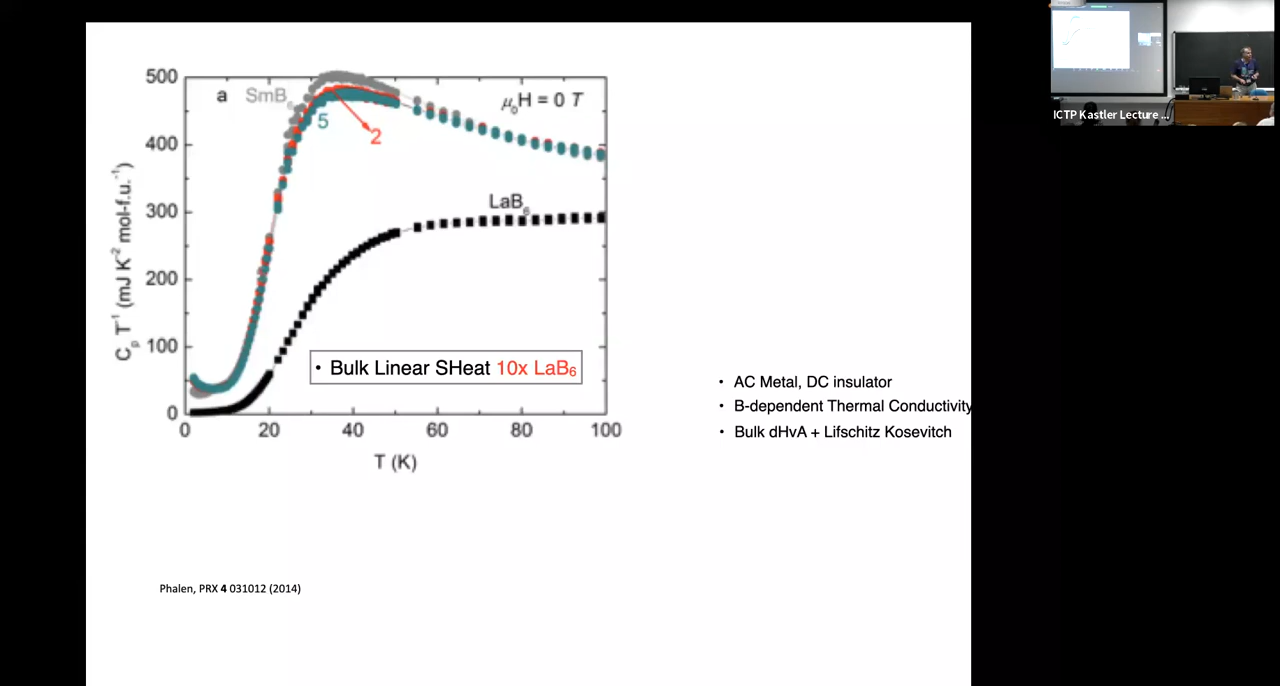 ICTP Kastler Lecture ...
500
400
300
200
100
0
0 20 40 60 80 100
a
SmB6
μ0H = 0 T
5
2
LaB6
Cp T-1 (mJ K-2 mol-f.u.-1)
T (K)
• Bulk Linear SHeat 10x LaB6
• AC Metal, DC insulator
• B-dependent Thermal Conductivity
• Bulk dHvA + Lifschitz Kosevitch
Phalen, PRX 4 031012 (2014)